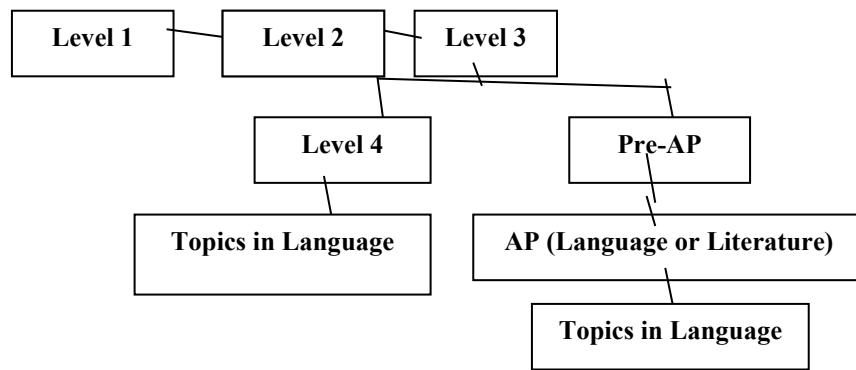 Level 1
Level 2
Level 3
Level 4
Pre-AP
Topics in Language
AP (Language or Literature)
Topics in Language